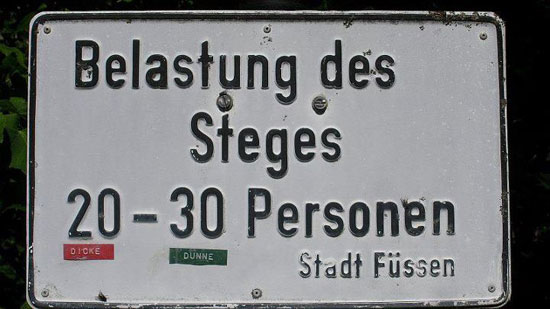 Belastung des
Steges
20 – 30 Personen
DICKE DÜNNE
Stadt Füssen